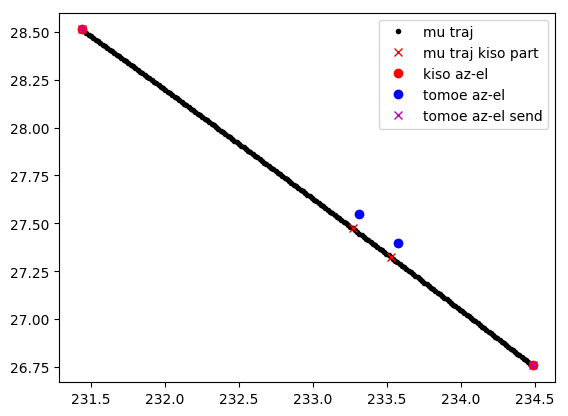 28.50
28.25
28.00
27.75
27.50
27.25
27.00
26.75
mu traj
mu traj kiso part
kiso az-el
tomoe az-el
tomoe az-el send
231.5 232.0 232.5 233.0 233.5 234.0 234.5